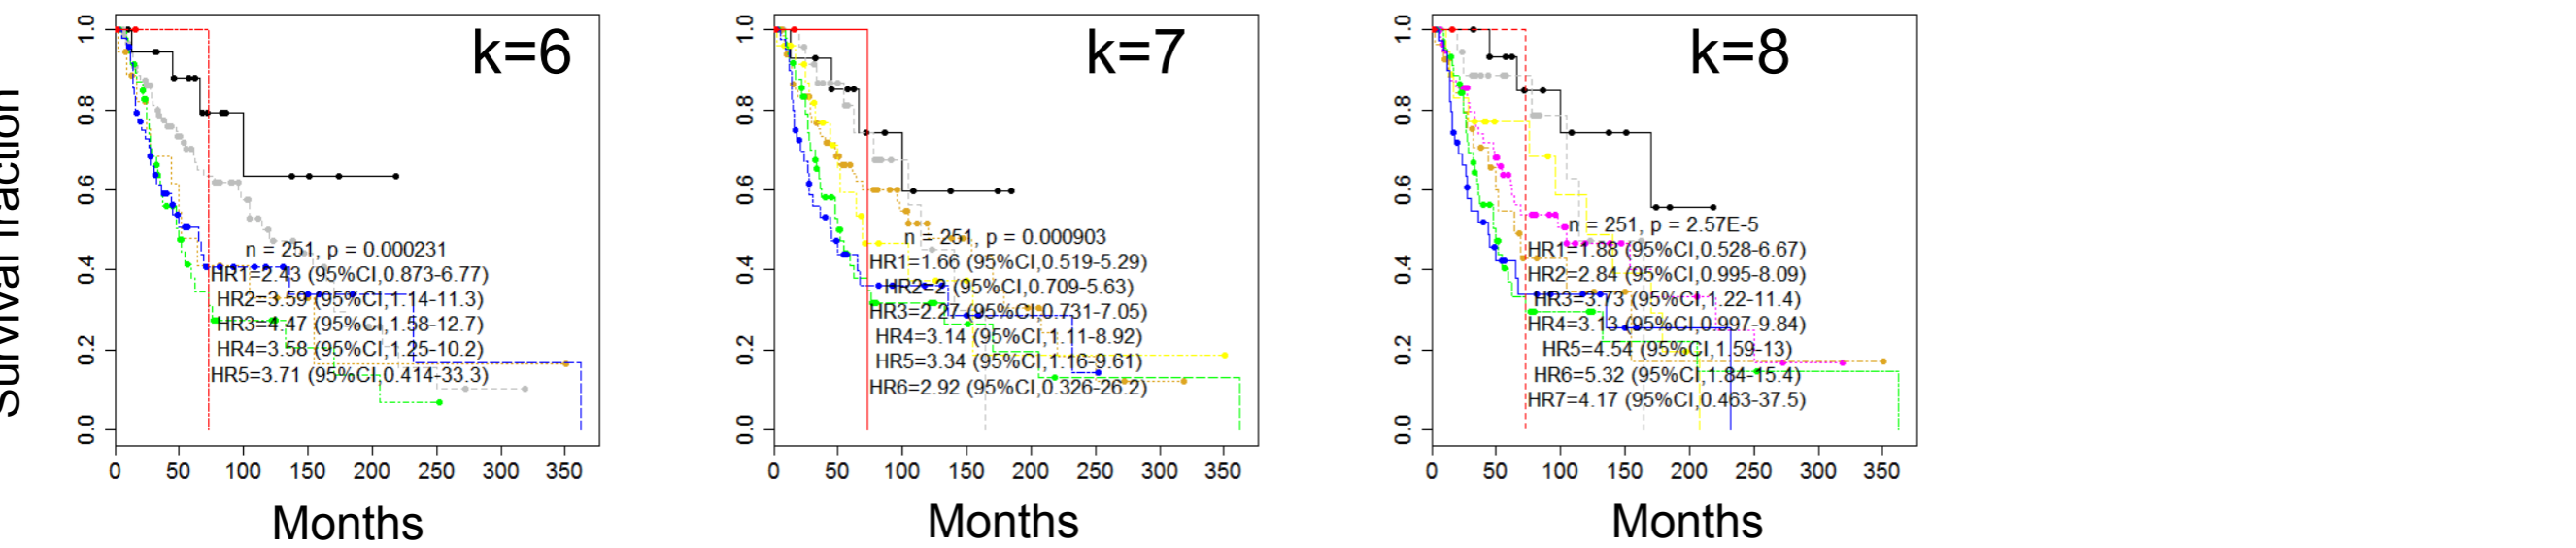 k=6
n = 251, p = 0.000231
HR1=2.43 (95%CI,0.873-6.77)
HR2=3.59 (95%CI,1.14-11.3)
HR3=4.47 (95%CI,1.58-12.7)
HR4=3.58 (95%CI,1.25-10.2)
HR5=3.71 (95%CI,0.414-33.3)
0.0 0.2 0.4 0.6 0.8 1.0
0 50 100 150 200 250 300 350
Months
k=7
n = 251, p = 0.000903
HR1=1.66 (95%CI,0.519-5.29)
HR2=2 (95%CI,0.709-5.63)
HR3=2.27 (95%CI,0.731-7.05)
HR4=3.14 (95%CI,1.11-8.92)
HR5=3.34 (95%CI,1.16-9.61)
HR6=2.92 (95%CI,0.326-26.2)
0.0 0.2 0.4 0.6 0.8 1.0
0 50 100 150 200 250 300 350
Months
k=8
n = 251, p = 2.57E-5
HR1=1.88 (95%CI,0.528-6.67)
HR2=2.84 (95%CI,0.995-8.09)
HR3=3.73 (95%CI,1.22-11.4)
HR4=3.13 (95%CI,0.997-9.84)
HR5=4.54 (95%CI,1.59-13)
HR6=5.32 (95%CI,1.84-15.4)
HR7=4.17 (95%CI,0.463-37.5)
0.0 0.2 0.4 0.6 0.8 1.0
0 50 100 150 200 250 300 350
Months